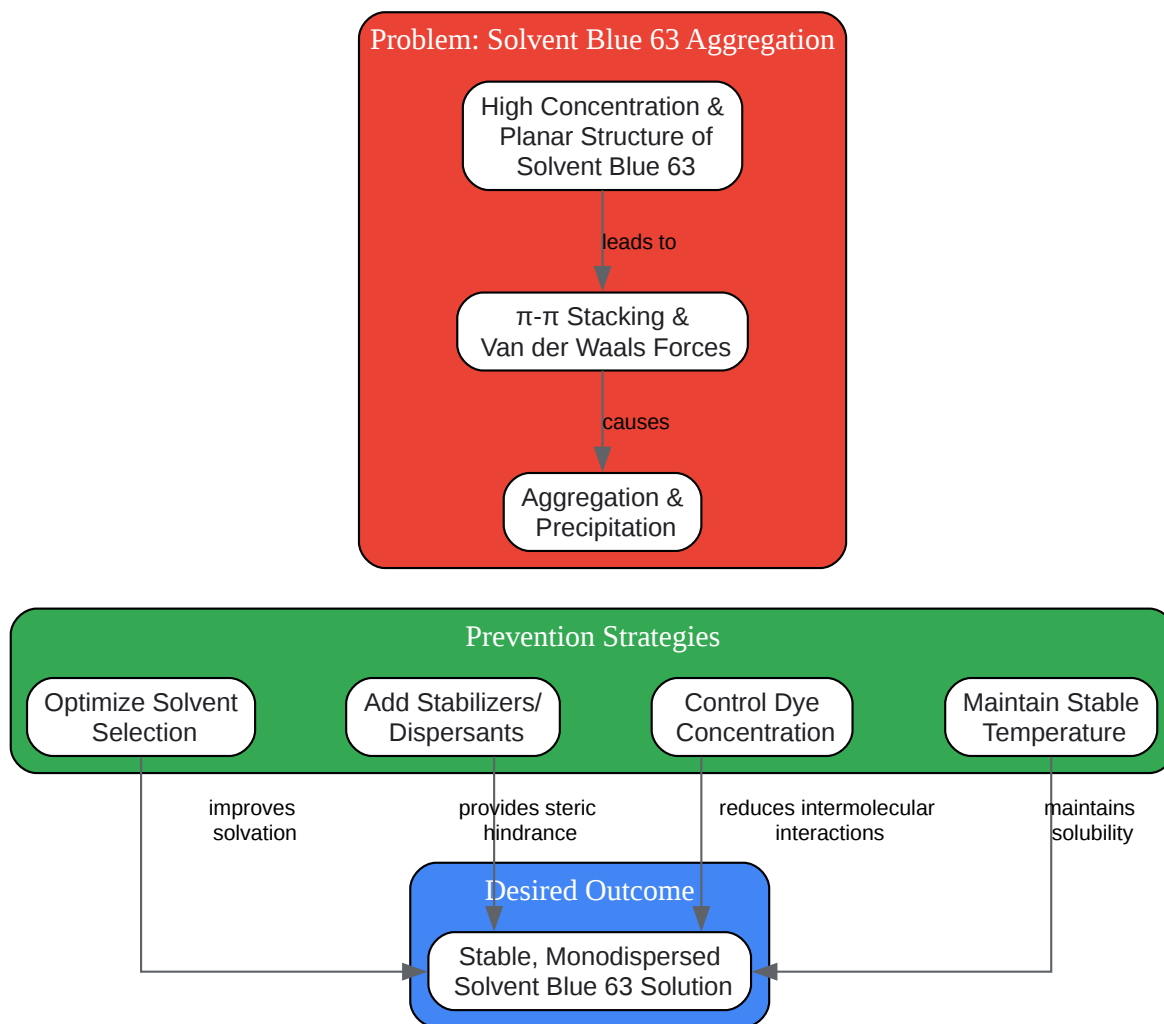 Problem: Solvent Blue 63 Aggregation
High Concentration &
Planar Structure of
Solvent Blue 63
leads to
π-π Stacking &
Van der Waals Forces
causes
Aggregation &
Precipitation
Prevention Strategies
Optimize Solvent
Selection
Add Stabilizers/
Dispersants
Control Dye
Concentration
Maintain Stable
Temperature
improves
solvation
provides steric
hindrance
reduces intermolecular
interactions
maintains
solubility
Desired Outcome
Stable, Monodispersed
Solvent Blue 63 Solution